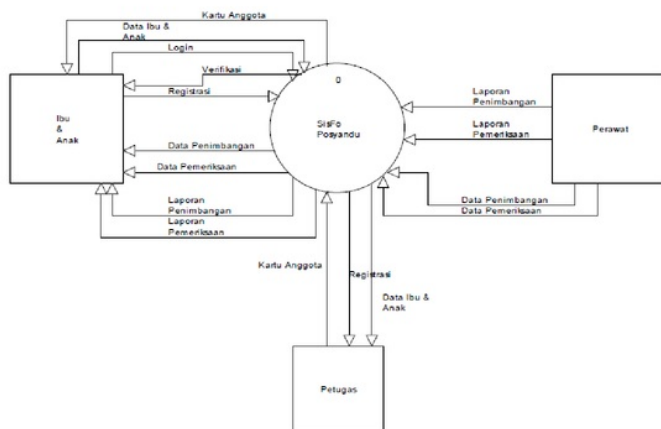 Kartu Anggota
Data Ibu &
Anak
Login
Verifikasi
Registrasi
Ibu
&
Anak
0
SisFo
Posyandu
Laporan
Penimbangan
Laporan
Pemeriksaan
Perawat
Data Penimbangan
Data Pemeriksaan
Laporan
Penimbangan
Laporan
Pemeriksaan
Data Penimbangan
Data Pemeriksaan
Kartu Anggota
Registrasi
Data Ibu &
Anak
Petugas